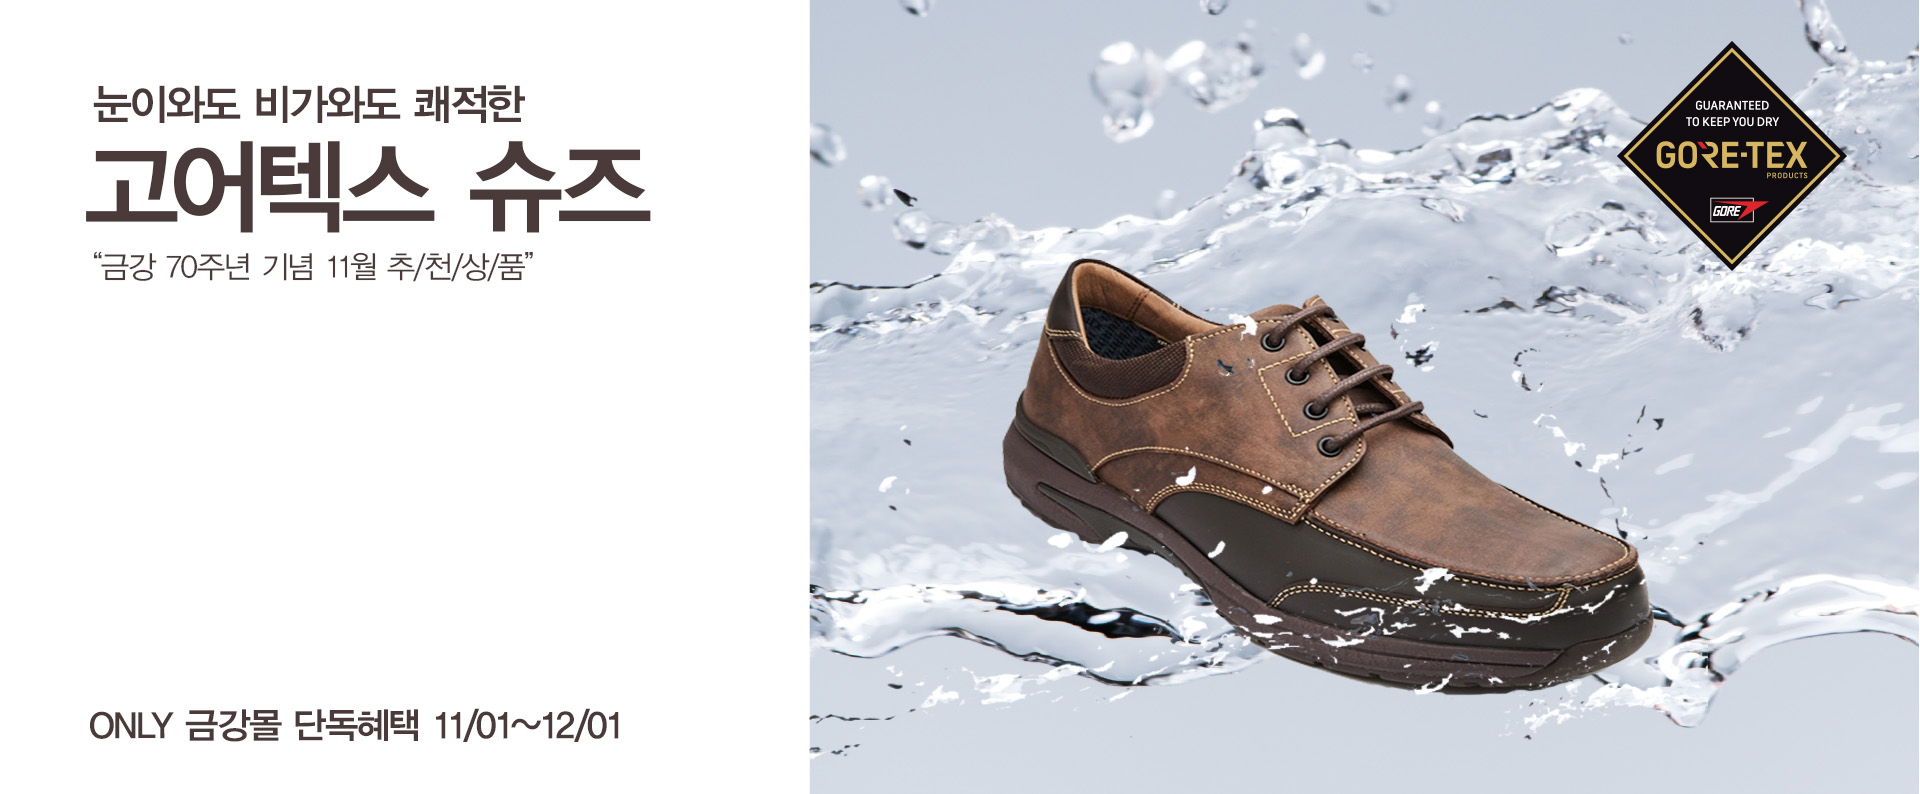 눈이와도 비가와도 쾌적한
고어텍스 슈즈
“금강 70주년 기념 11월 추/천/상/품”
ONLY 금강몰 단독혜택 11/01~12/01
GUARANTEED
TO KEEP YOU DRY
GORE-TEX
PRODUCTS
GORE